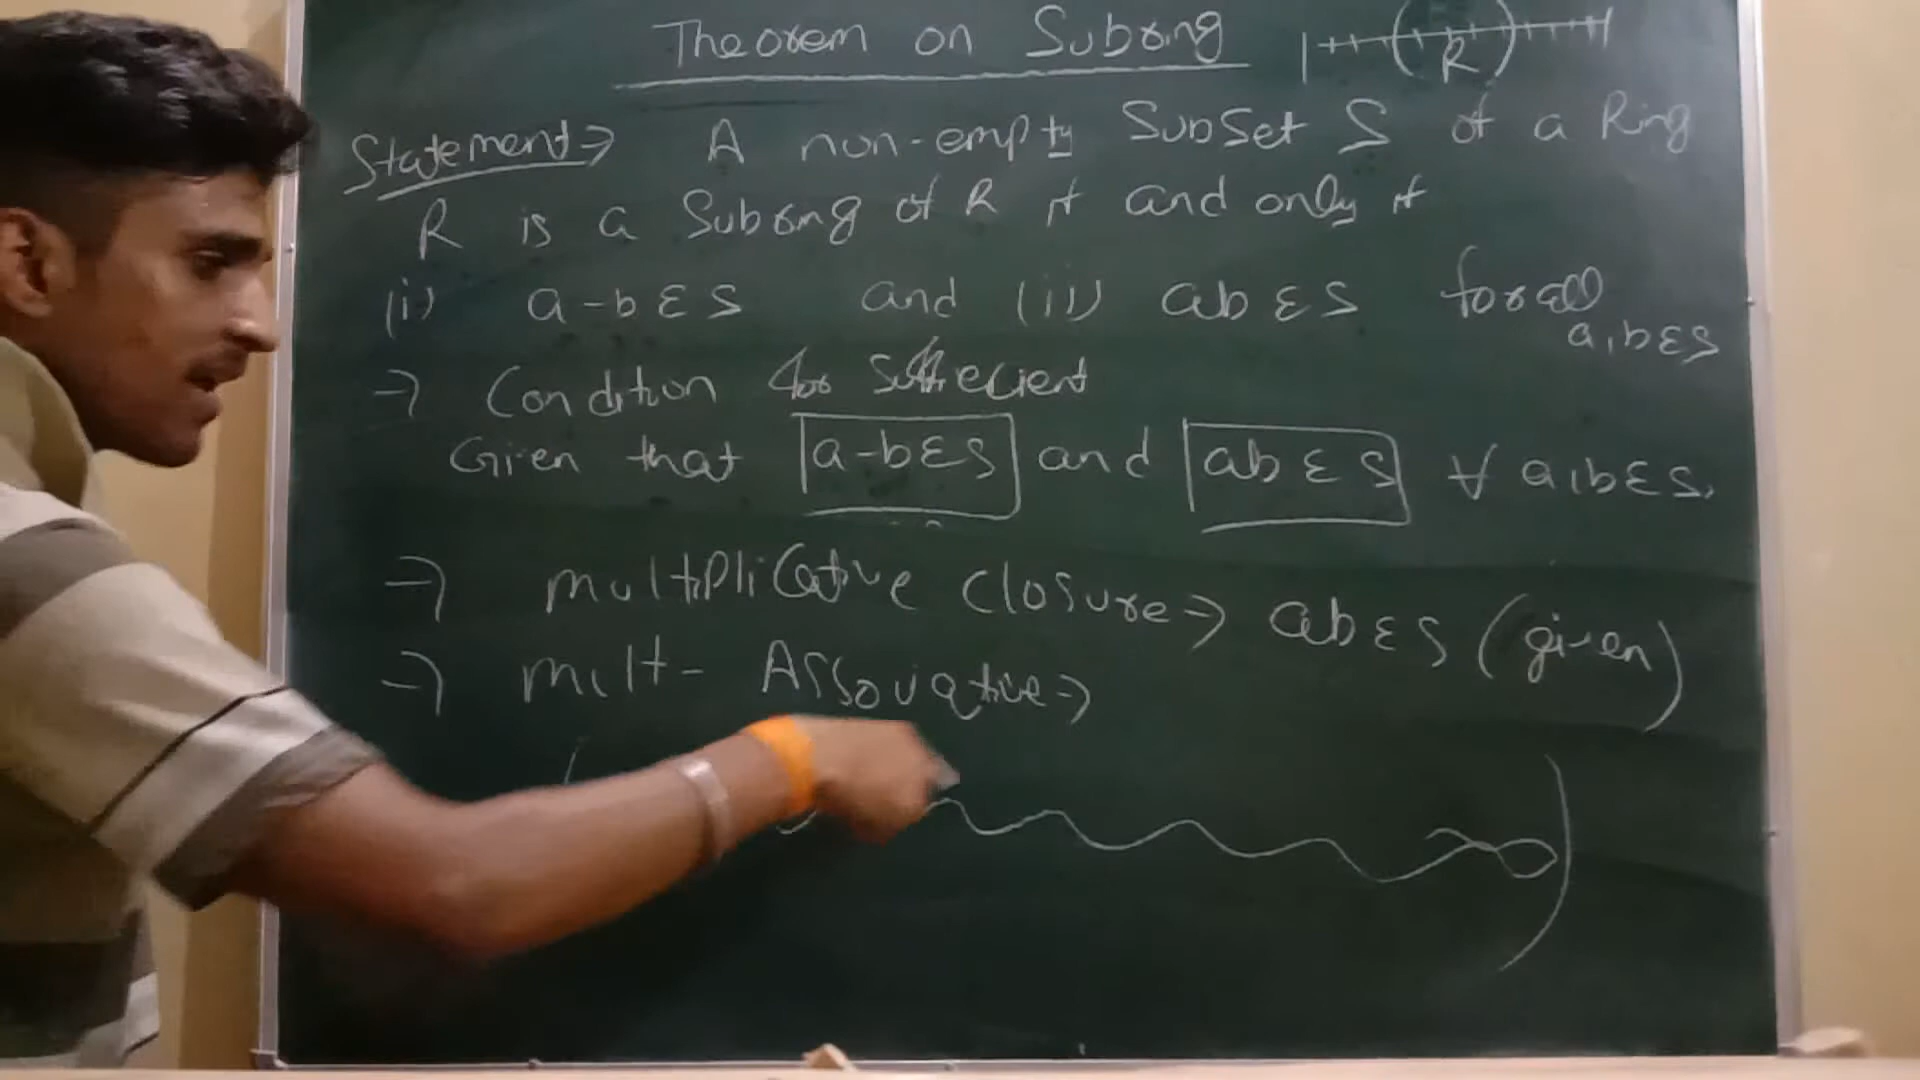 Theorem on Subring
R
Statement → A non-empty Subset S of a Ring
R is a Subring of R if and only if
(i) a-b ε S and (ii) ab ε S for all
a,b ε S
→ Condition for Suffiecient
Given that a-b ε S and ab ε S ∀ a,b ε S.
→ multiplicative closure → ab ε S (given)
→ mult- Associative →